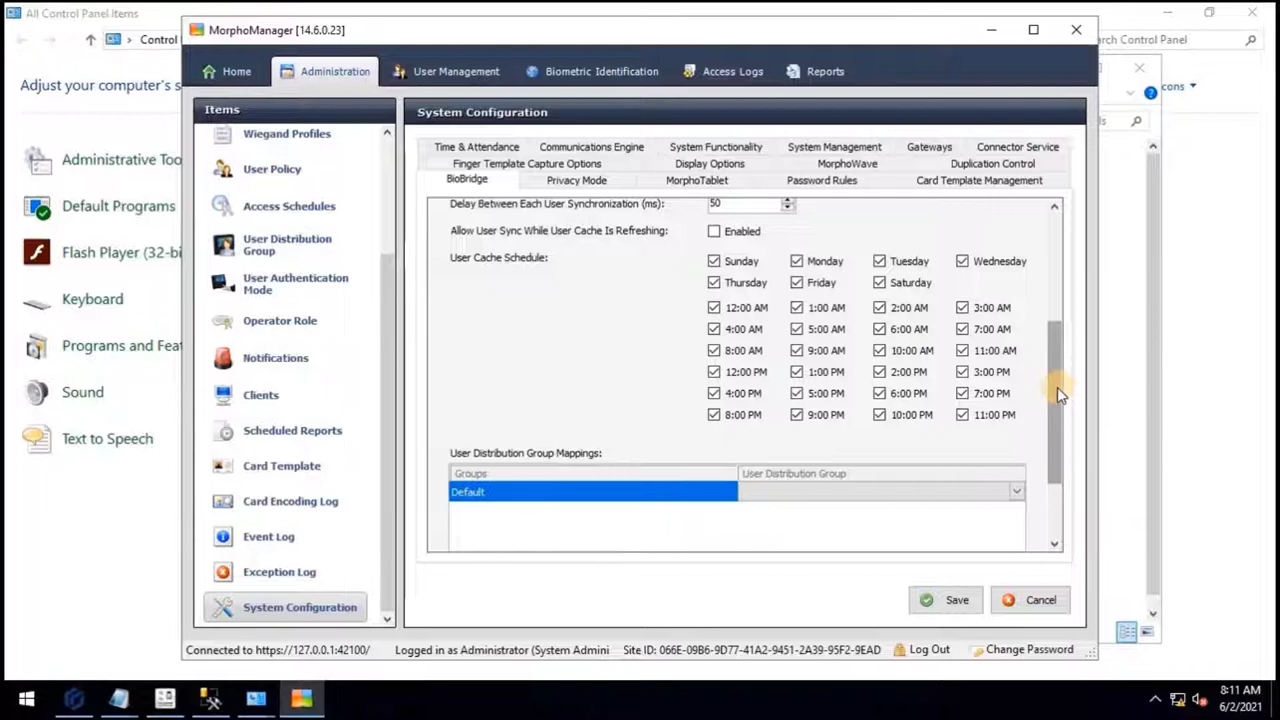 All Control Panel Items
Control
arch Control Panel
Adjust your computer's s
cons
ls
Administrative Too
Default Programs
Flash Player (32-bi
Keyboard
Programs and Fea
Sound
Text to Speech
MorphoManager [14.6.0.23]
Home
Administration
User Management
Biometric Identification
Access Logs
Reports
Items
Wiegand Profiles
User Policy
Access Schedules
User Distribution
Group
User Authentication
Mode
Operator Role
Notifications
Clients
Scheduled Reports
Card Template
Card Encoding Log
Event Log
Exception Log
System Configuration
System Configuration
Time & Attendance Communications Engine System Functionality System Management Gateways Connector Service
Finger Template Capture Options Display Options MorphoWave Duplication Control
BioBridge Privacy Mode MorphoTablet Password Rules Card Template Management
Delay Between Each User Synchronization (ms): 50
Allow User Sync While User Cache Is Refreshing: Enabled
User Cache Schedule: Sunday Monday Tuesday Wednesday
Thursday Friday Saturday
12:00 AM 1:00 AM 2:00 AM 3:00 AM
4:00 AM 5:00 AM 6:00 AM 7:00 AM
8:00 AM 9:00 AM 10:00 AM 11:00 AM
12:00 PM 1:00 PM 2:00 PM 3:00 PM
4:00 PM 5:00 PM 6:00 PM 7:00 PM
8:00 PM 9:00 PM 10:00 PM 11:00 PM
User Distribution Group Mappings:
Groups User Distribution Group
Default
Save Cancel
Connected to https://127.0.0.1:42100/ Logged in as Administrator (System Admini Site ID: 066E-09B6-9D77-41A2-9451-2A39-95F2-9EAD Log Out Change Password
8:11 AM
6/2/2021